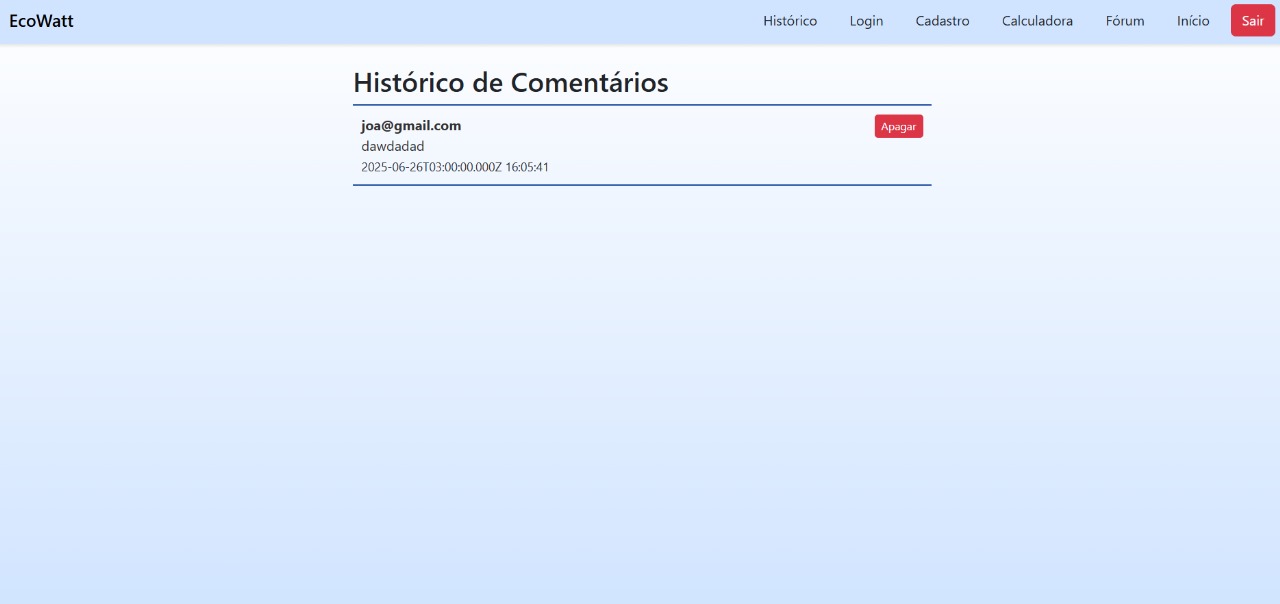 EcoWatt Histórico Login Cadastro Calculadora Fórum Início Sair
Histórico de Comentários
joa@gmail.com Apagar
dawdadad
2025-06-26T03:00:00.000Z 16:05:41